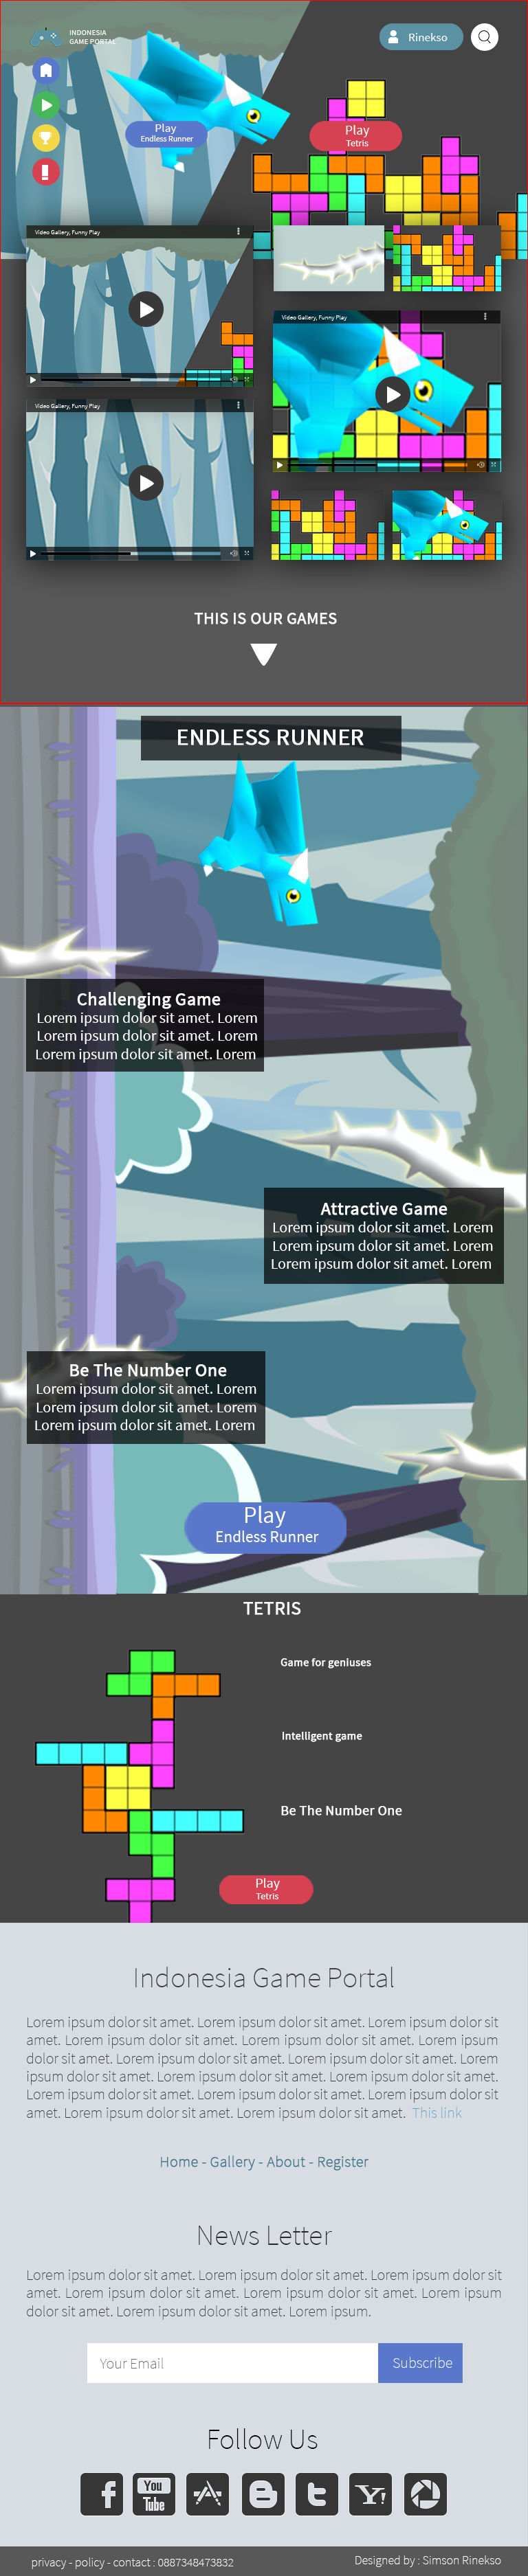 INDONESIA
GAME PORTAL
Rinekso
Play
Endless Runner
Play
Tetris
Video Gallery, Funny Play
Video Gallery, Funny Play
Video Gallery, Funny Play
THIS IS OUR GAMES
ENDLESS RUNNER
Challenging Game
Lorem ipsum dolor sit amet. Lorem
Lorem ipsum dolor sit amet. Lorem
Lorem ipsum dolor sit amet. Lorem
Attractive Game
Lorem ipsum dolor sit amet. Lorem
Lorem ipsum dolor sit amet. Lorem
Lorem ipsum dolor sit amet. Lorem
Be The Number One
Lorem ipsum dolor sit amet. Lorem
Lorem ipsum dolor sit amet. Lorem
Lorem ipsum dolor sit amet. Lorem
Play
Endless Runner
TETRIS
Game for geniuses
Intelligent game
Be The Number One
Play
Tetris
Indonesia Game Portal
Lorem ipsum dolor sit amet. Lorem ipsum dolor sit amet. Lorem ipsum dolor sit
amet. Lorem ipsum dolor sit amet. Lorem ipsum dolor sit amet. Lorem ipsum
dolor sit amet. Lorem ipsum dolor sit amet. Lorem ipsum dolor sit amet. Lorem
ipsum dolor sit amet. Lorem ipsum dolor sit amet. Lorem ipsum dolor sit amet.
Lorem ipsum dolor sit amet. Lorem ipsum dolor sit amet. Lorem ipsum dolor sit
amet. Lorem ipsum dolor sit amet. Lorem ipsum dolor sit amet. This link
Home - Gallery - About - Register
News Letter
Lorem ipsum dolor sit amet. Lorem ipsum dolor sit amet. Lorem ipsum dolor sit
amet. Lorem ipsum dolor sit amet. Lorem ipsum dolor sit amet. Lorem ipsum
dolor sit amet. Lorem ipsum dolor sit amet. Lorem ipsum.
Your Email
Subscribe
Follow Us
You
Tube
privacy - policy - contact : 0887348473832
Designed by : Simson Rinekso